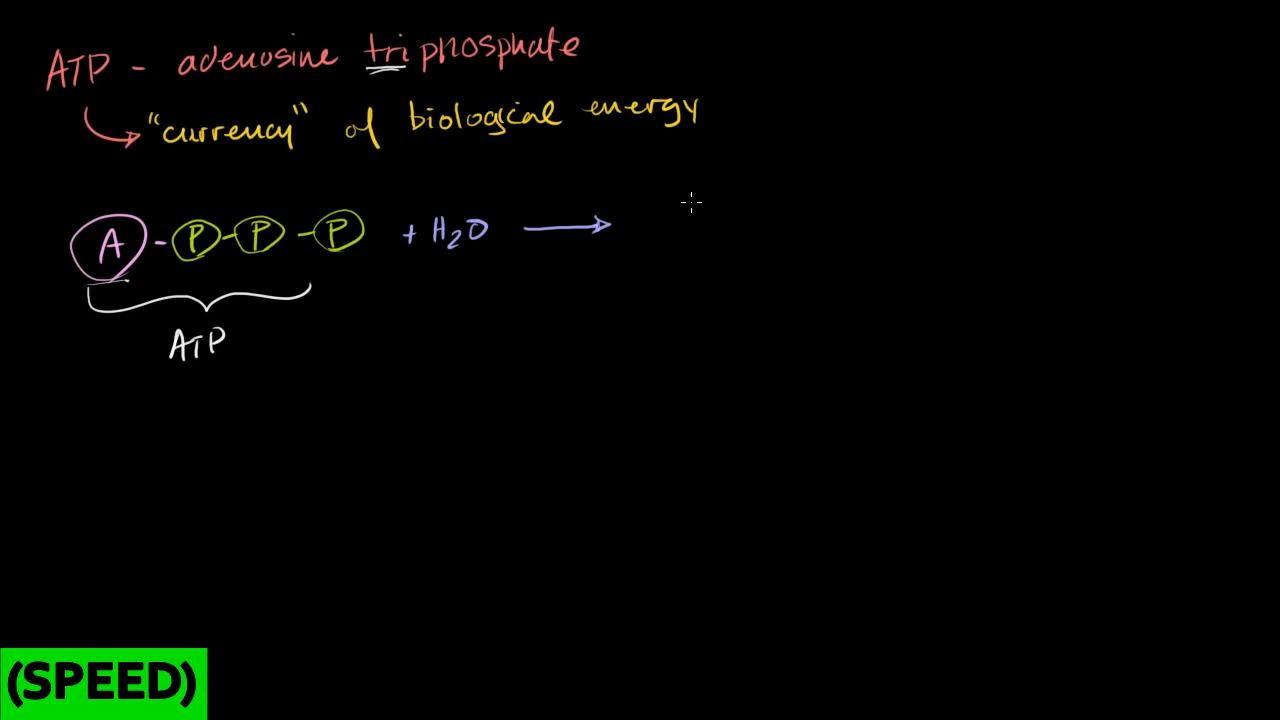 ATP - adenosine triphosphate
"currency" of biological energy
A - P - P - P + H₂O →
ATP
(SPEED)